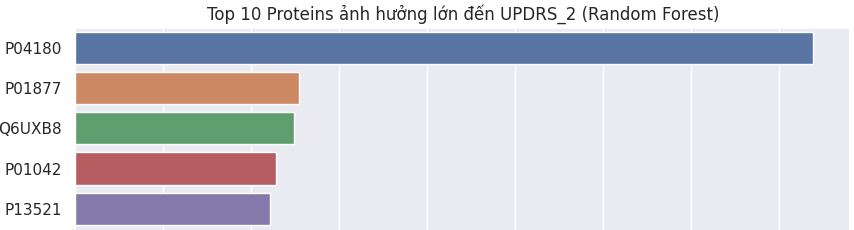 Top 10 Proteins ảnh hưởng lớn đến UPDRS_2 (Random Forest)
P04180
P01877
Q6UXB8
P01042
P13521